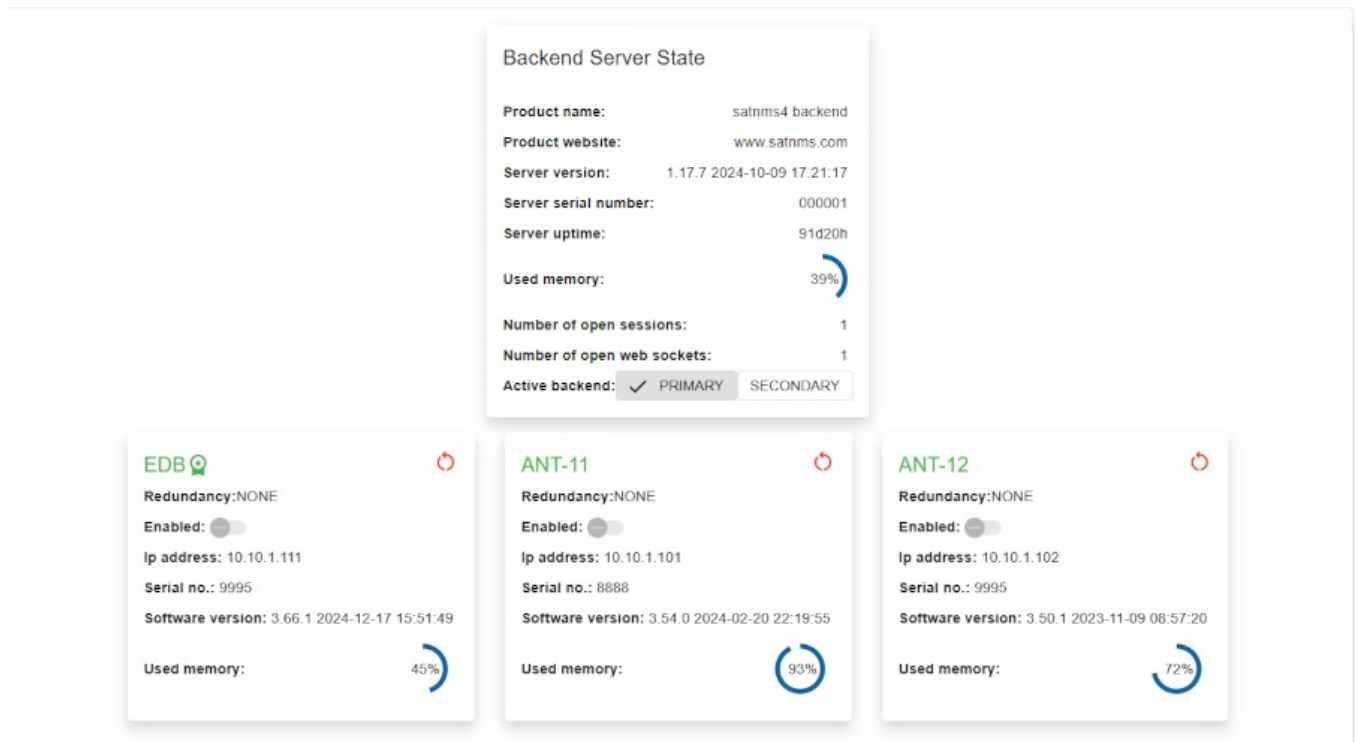 Backend Server State
Product name: satnms4 backend
Product website: www.satnms.com
Server version: 1.17.7 2024-10-09 17:21:17
Server serial number: 000001
Server uptime: 91d20h
Used memory: 39%
Number of open sessions: 1
Number of open web sockets: 1
Active backend: PRIMARY SECONDARY
EDB
Redundancy:NONE
Enabled:
Ip address: 10.10.1.111
Serial no.: 9995
Software version: 3.66.1 2024-12-17 15:51:49
Used memory: 45%
ANT-11
Redundancy:NONE
Enabled:
Ip address: 10.10.1.101
Serial no.: 8888
Software version: 3.54.0 2024-02-20 22:19:55
Used memory: 93%
ANT-12
Redundancy:NONE
Enabled:
Ip address: 10.10.1.102
Serial no.: 9995
Software version: 3.50.1 2023-11-09 08:57:20
Used memory: 72%